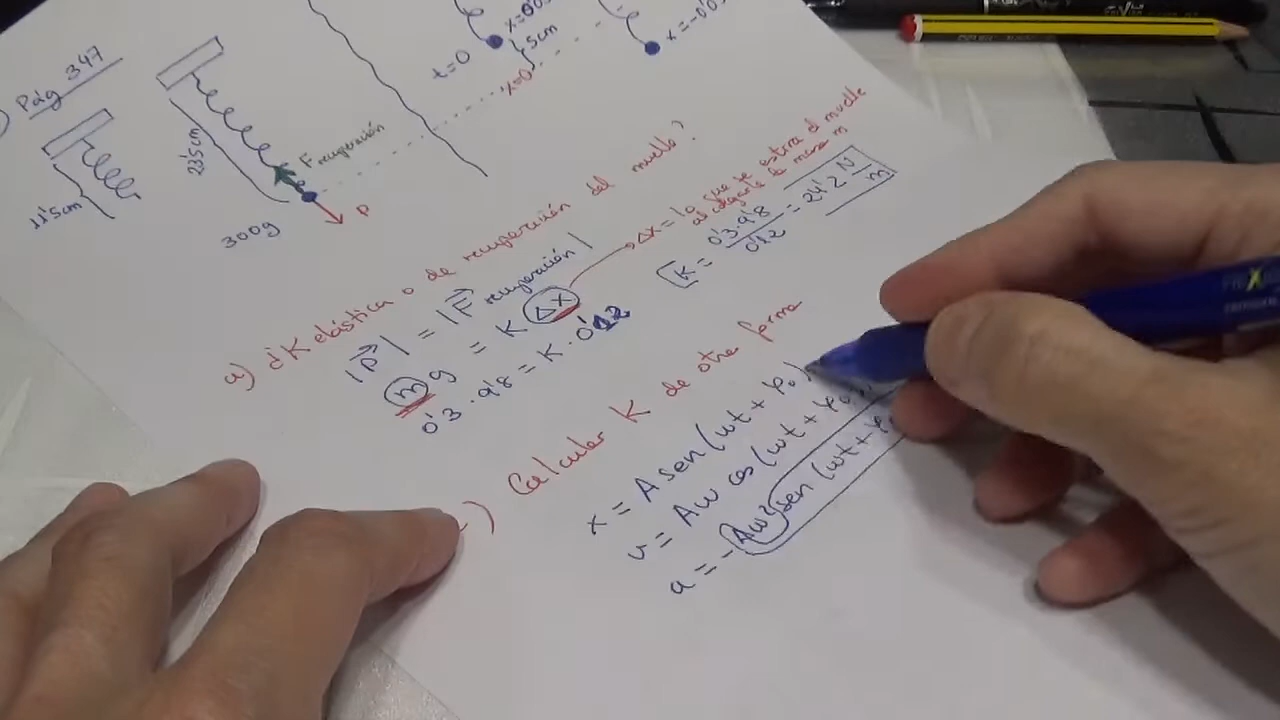 Pág 347
11'5cm
23'5cm
300g
F recuperación
P
t=0
5cm
x=0
a) ¿K elástica o de recuperación del muelle?
|P| = |F recuperación|
m g = K Δx
Δx = lo que se estira el muelle
al colgarle la masa m
0'3 · 9'8 = K · 0'12
K = 0'3·9'8 / 0'12 = 24'2 N/m
) Calcular K de otra forma
x = A sen(ωt + φ₀)
v = Aω cos(ωt + φ₀)
a = -Aω² sen(ωt + φ₀